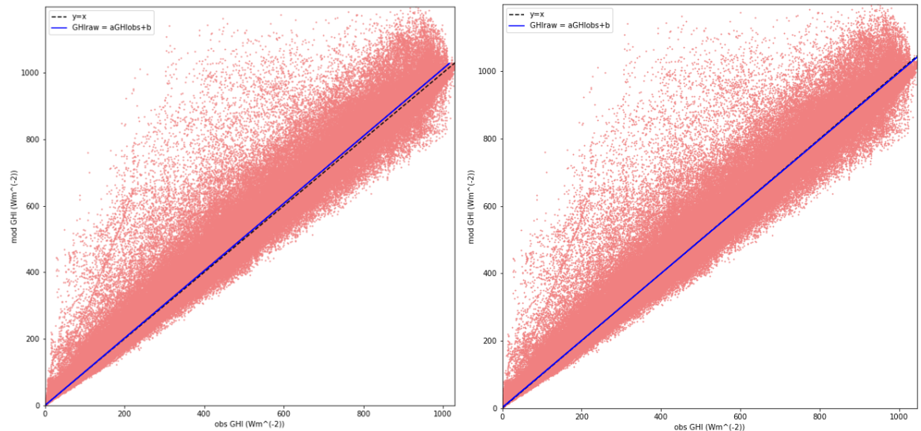 y=x
GHIraw = aGHIobs+b
1000
800
600
400
200
0
mod GHI (Wm^(-2))
0 200 400 600 800 1000
obs GHI (Wm^(-2))
y=x
GHIraw = aGHIobs+b
1000
800
600
400
200
0
mod GHI (Wm^(-2))
0 200 400 600 800 1000
obs GHI (Wm^(-2))